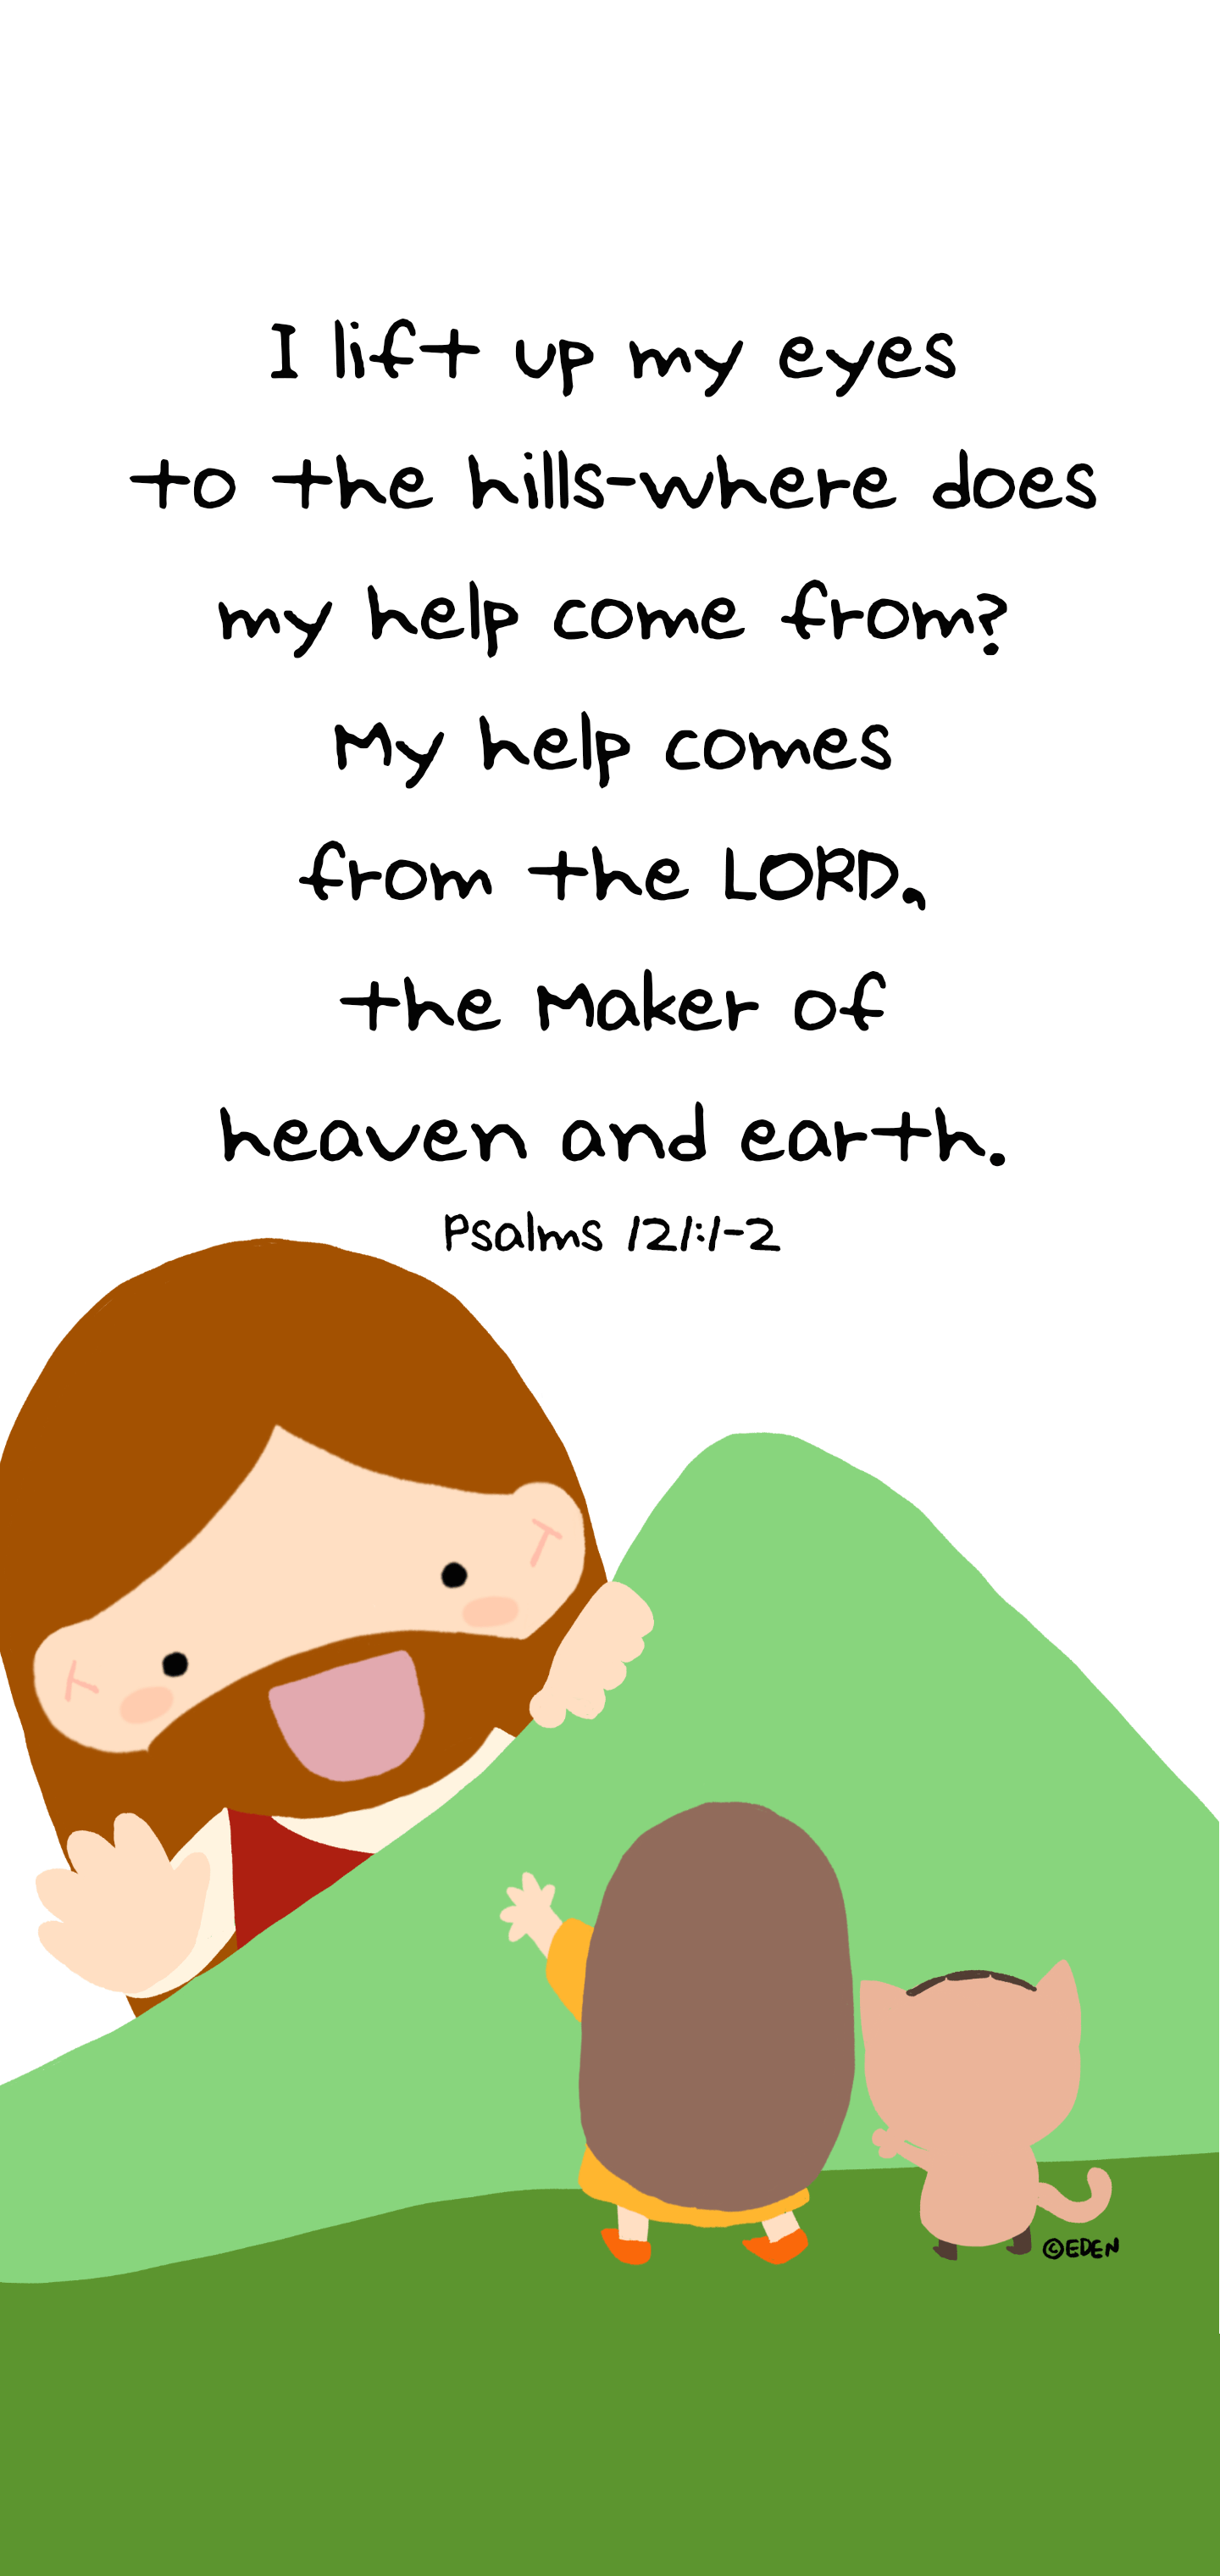 I lift up my eyes
to the hills-where does
my help come from?
My help comes
from the LORD,
the Maker of
heaven and earth.
Psalms 121:1-2
©EDEN